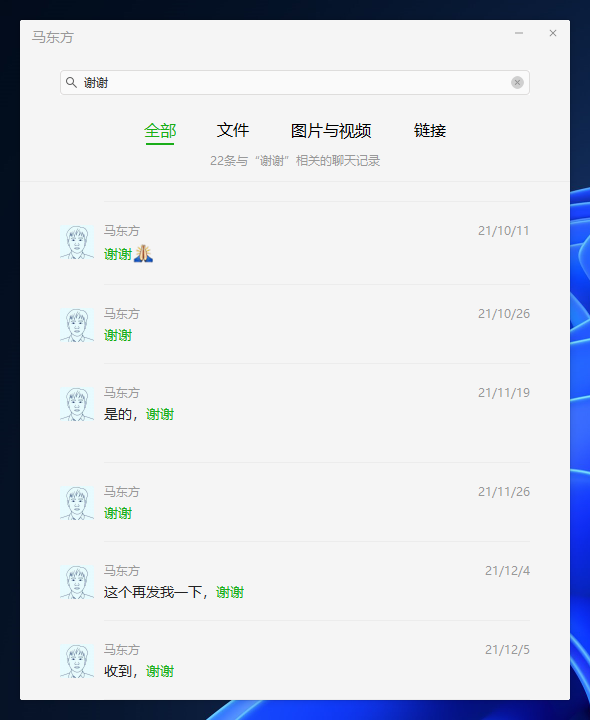 马东方
谢谢
全部 文件 图片与视频 链接
22条与“谢谢”相关的聊天记录
马东方 21/10/11
谢谢🙏
马东方 21/10/26
谢谢
马东方 21/11/19
是的，谢谢
马东方 21/11/26
谢谢
马东方 21/12/4
这个再发我一下，谢谢
马东方 21/12/5
收到，谢谢